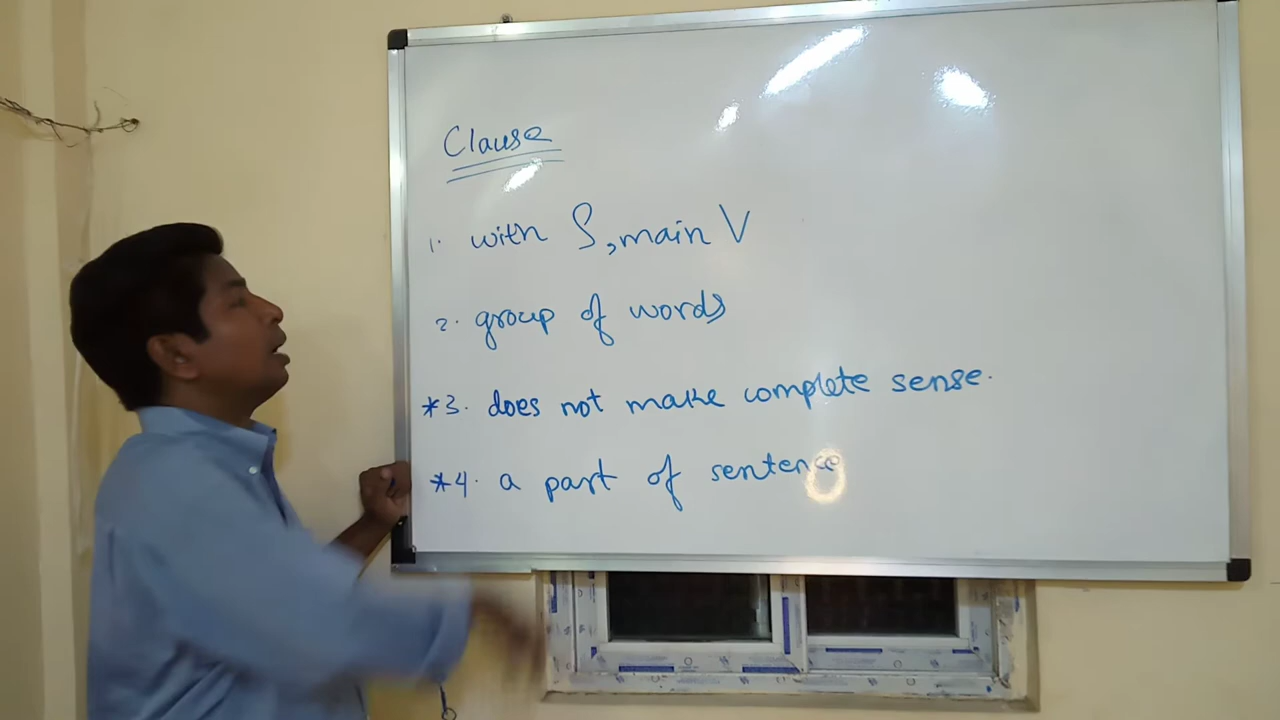 Clause
1. with S, main V
2. group of words
*3. does not make complete sense.
*4. a part of sentence